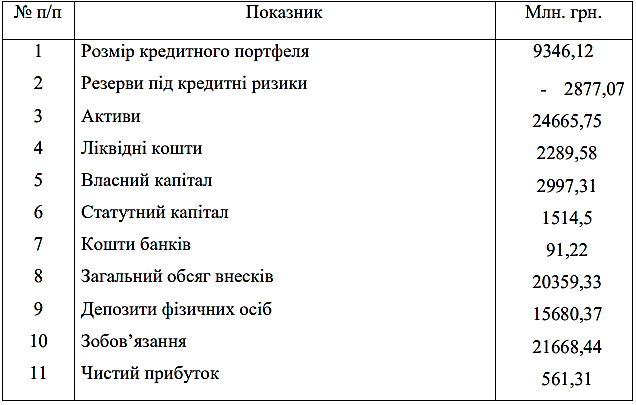 № п/п Показник Млн. грн.
1 Розмір кредитного портфеля 9346,12
2 Резерви під кредитні ризики - 2877,07
3 Активи 24665,75
4 Ліквідні кошти 2289,58
5 Власний капітал 2997,31
6 Статутний капітал 1514,5
7 Кошти банків 91,22
8 Загальний обсяг внесків 20359,33
9 Депозити фізичних осіб 15680,37
10 Зобов’язання 21668,44
11 Чистий прибуток 561,31